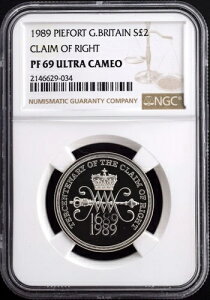 1989 PIEFORT G.BRITAIN S£2
CLAIM OF RIGHT
PF 69 ULTRA CAMEO
2146629-034
NUMISMATIC GUARANTY COMPANY
NGC
TERCENTENARY OF THE CLAIM OF RIGHT
1689
1989